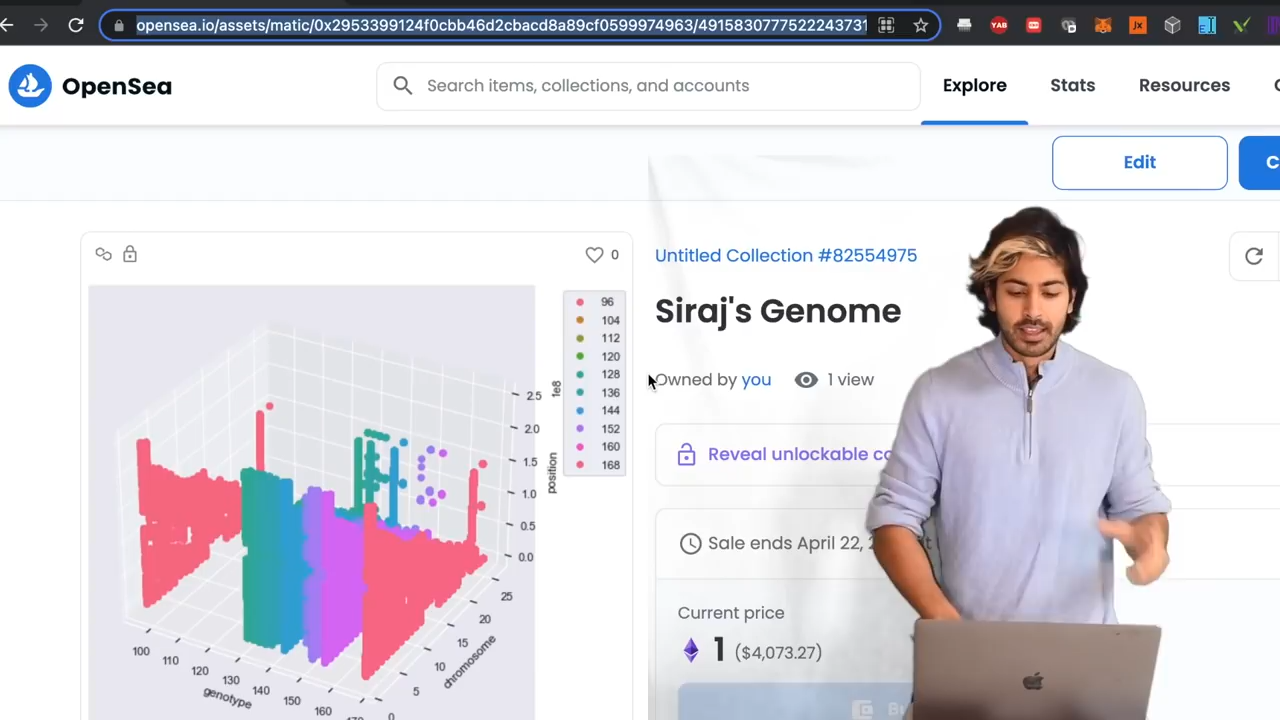 opensea.io/assets/matic/0x2953399124f0cbb46d2cbacd8a89cf0599974963/4915830777522243731
YAB
Jx
OpenSea
Search items, collections, and accounts
Explore
Stats
Resources
Edit
0
Untitled Collection #82554975
Siraj's Genome
Owned by you
1 view
Reveal unlockable
Sale ends April 22,
Current price
1 ($4,073.27)
96
104
112
120
128
136
144
152
160
168
1e8
2.5
2.0
1.5
1.0
0.5
0.0
position
25
20
15
10
5
0
chromosome
100
110
120
130
140
150
160
genotype